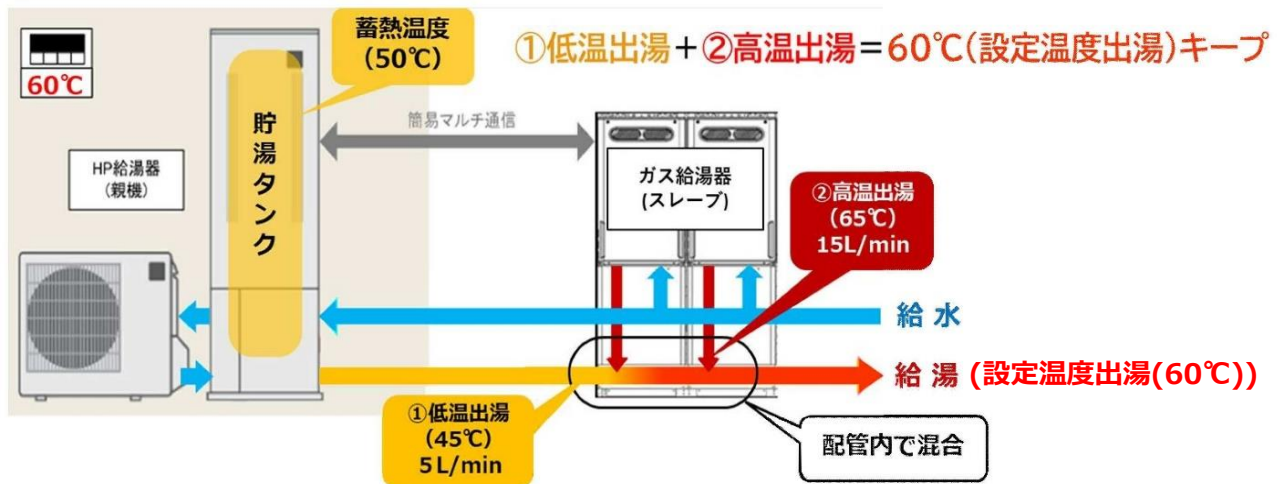 ①低温出湯＋②高温出湯＝60℃（設定温度出湯）キープ
60℃
蓄熱温度
(50℃)
貯湯タンク
簡易マルチ通信
HP給湯器
（親機）
ガス給湯器
(スレーブ)
②高温出湯
(65℃)
15L/min
給水
給湯 (設定温度出湯(60℃))
①低温出湯
(45℃)
5L/min
配管内で混合